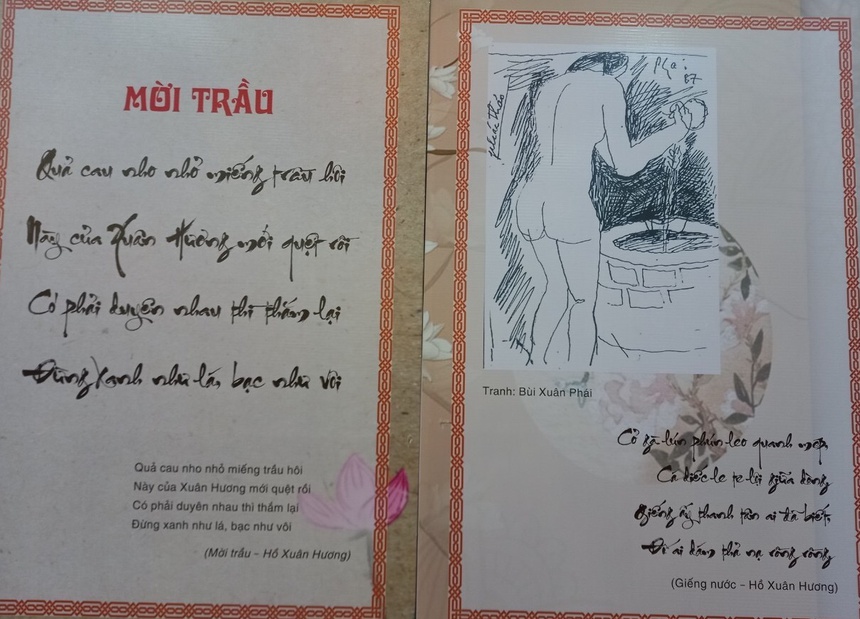 MỜI TRẦU
Quả cau nho nhỏ miếng trầu hôi
Này của Xuân Hương mới quệt rồi
Có phải duyên nhau thì thắm lại
Đừng xanh như lá, bạc như vôi
Quả cau nho nhỏ miếng trầu hôi
Này của Xuân Hương mới quệt rồi
Có phải duyên nhau thì thắm lại
Đừng xanh như lá, bạc như vôi
(Mời trầu – Hồ Xuân Hương)
Phái
87
phác thảo
Tranh: Bùi Xuân Phái
Cỏ gà lún phún leo quanh mép
Cá diếc le te lội giữa dòng
Giếng ấy thanh tân ai đã biết
Đố ai dám thả nạ rồng rồng
(Giếng nước – Hồ Xuân Hương)